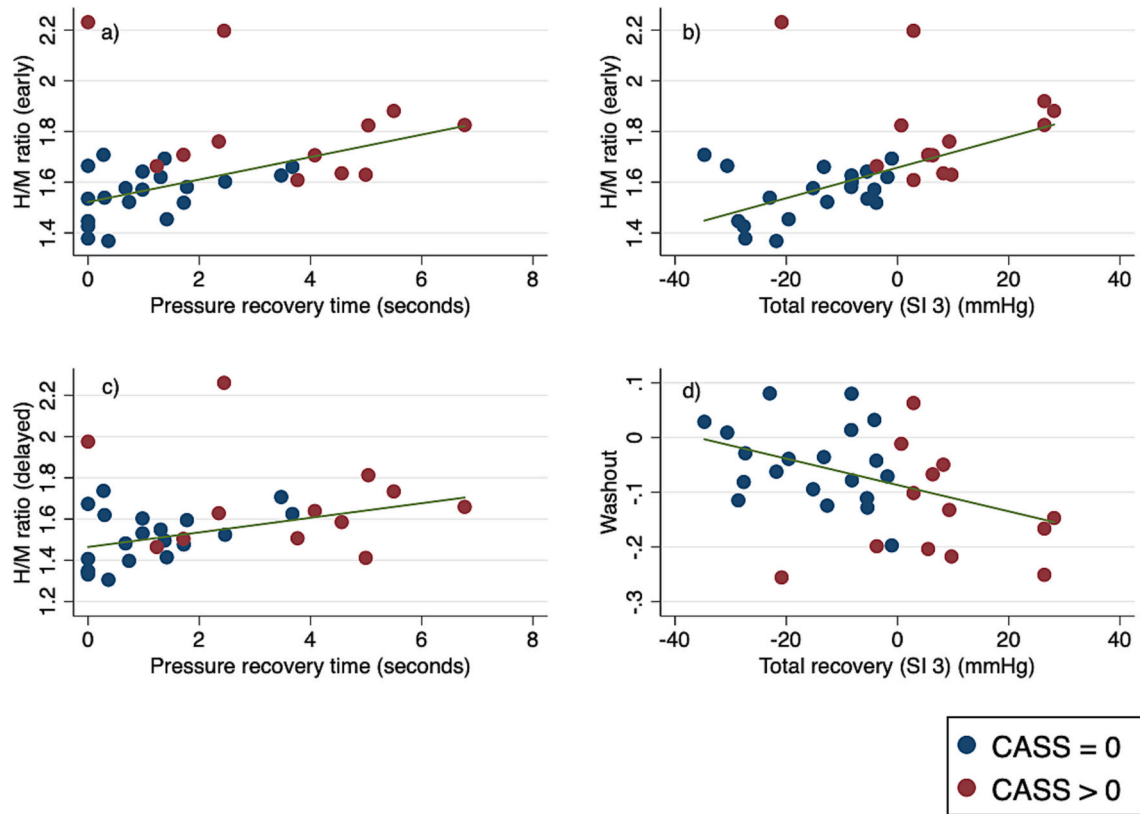 a)
H/M ratio (early)
2.2
2
1.8
1.6
1.4
0 2 4 6 8
Pressure recovery time (seconds)
b)
H/M ratio (early)
2.2
2
1.8
1.6
1.4
-40 -20 0 20 40
Total recovery (SI 3) (mmHg)
c)
H/M ratio (delayed)
2.2
2
1.8
1.6
1.4
1.2
0 2 4 6 8
Pressure recovery time (seconds)
d)
Washout
.1
0
-.1
-.2
-.3
-40 -20 0 20 40
Total recovery (SI 3) (mmHg)
CASS = 0
CASS > 0